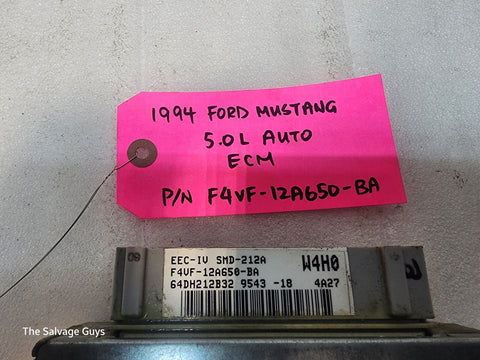 1994 FORD MUSTANG
5.0L AUTO
ECM
P/N F4VF-12A650-BA
EEC-IV SMD-212A W4H0
F4VF-12A650-BA
64DH212B32 9543 -18 4A27
The Salvage Guys